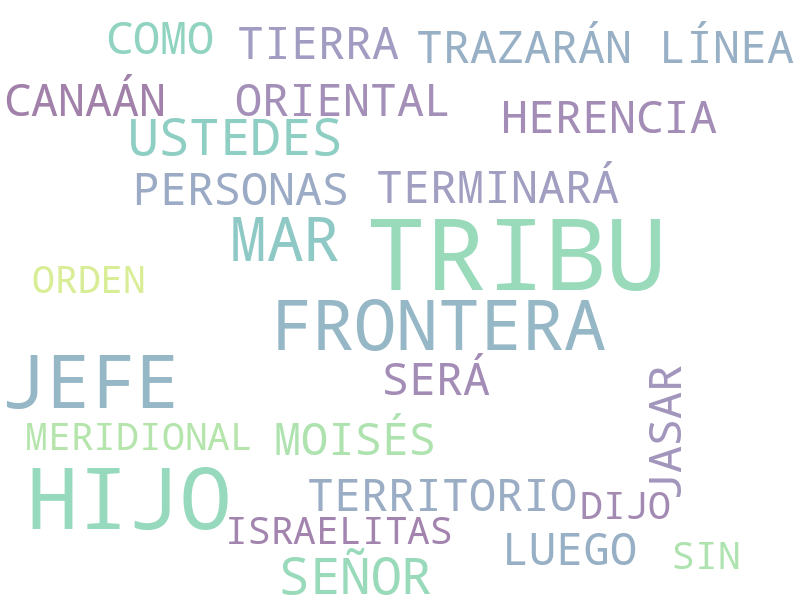 COMO TIERRA TRAZARÁN LÍNEA
CANAÁN ORIENTAL HERENCIA
USTEDES
PERSONAS TERMINARÁ
MAR TRIBU
ORDEN
FRONTERA
JEFE SERÁ
JASAR
MERIDIONAL MOISÉS
HIJO TERRITORIO DIJO
ISRAELITAS
LUEGO SIN
SEÑOR